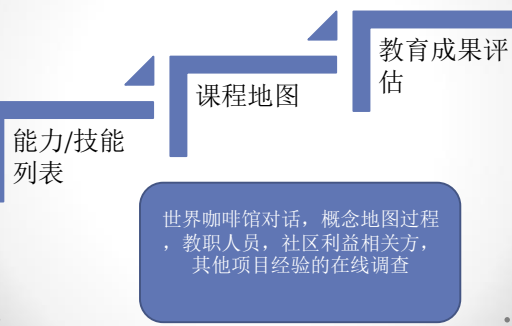 教育成果评
估
课程地图
能力/技能
列表
世界咖啡馆对话，概念地图过程
，教职人员，社区利益相关方，
其他项目经验的在线调查